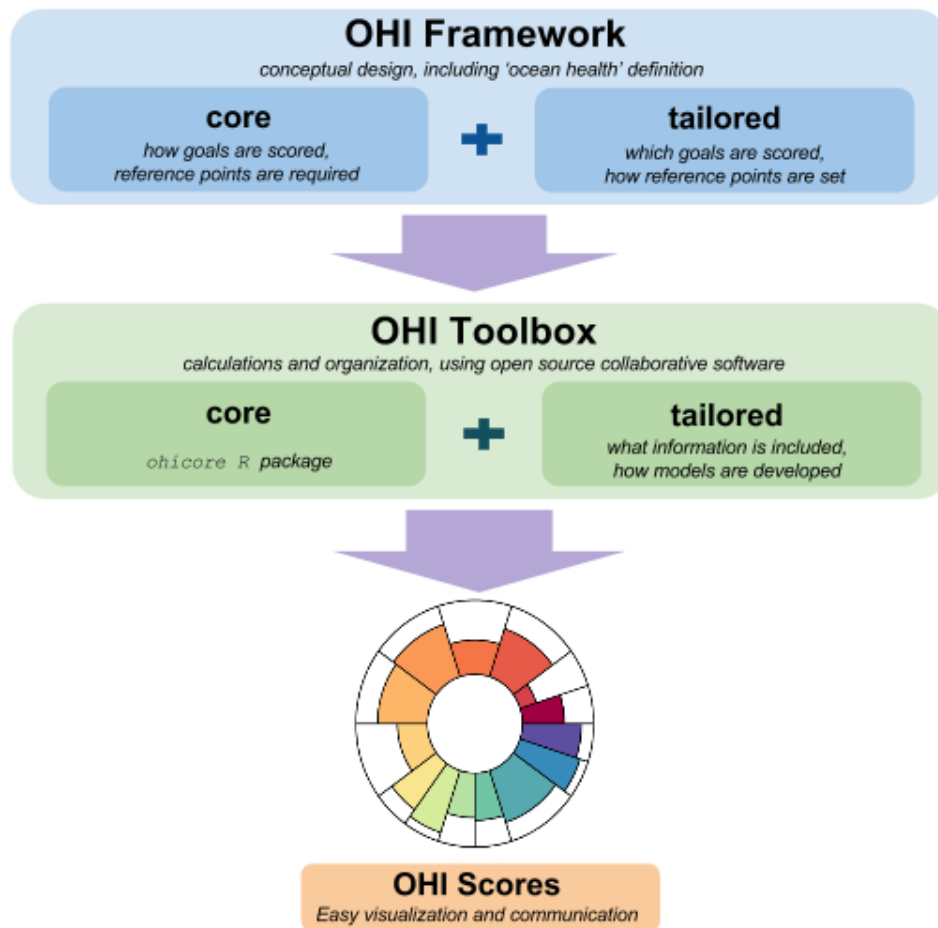 OHI Framework
conceptual design, including 'ocean health' definition
core
how goals are scored,
reference points are required
tailored
which goals are scored,
how reference points are set
OHI Toolbox
calculations and organization, using open source collaborative software
core
ohicore R package
tailored
what information is included,
how models are developed
OHI Scores
Easy visualization and communication